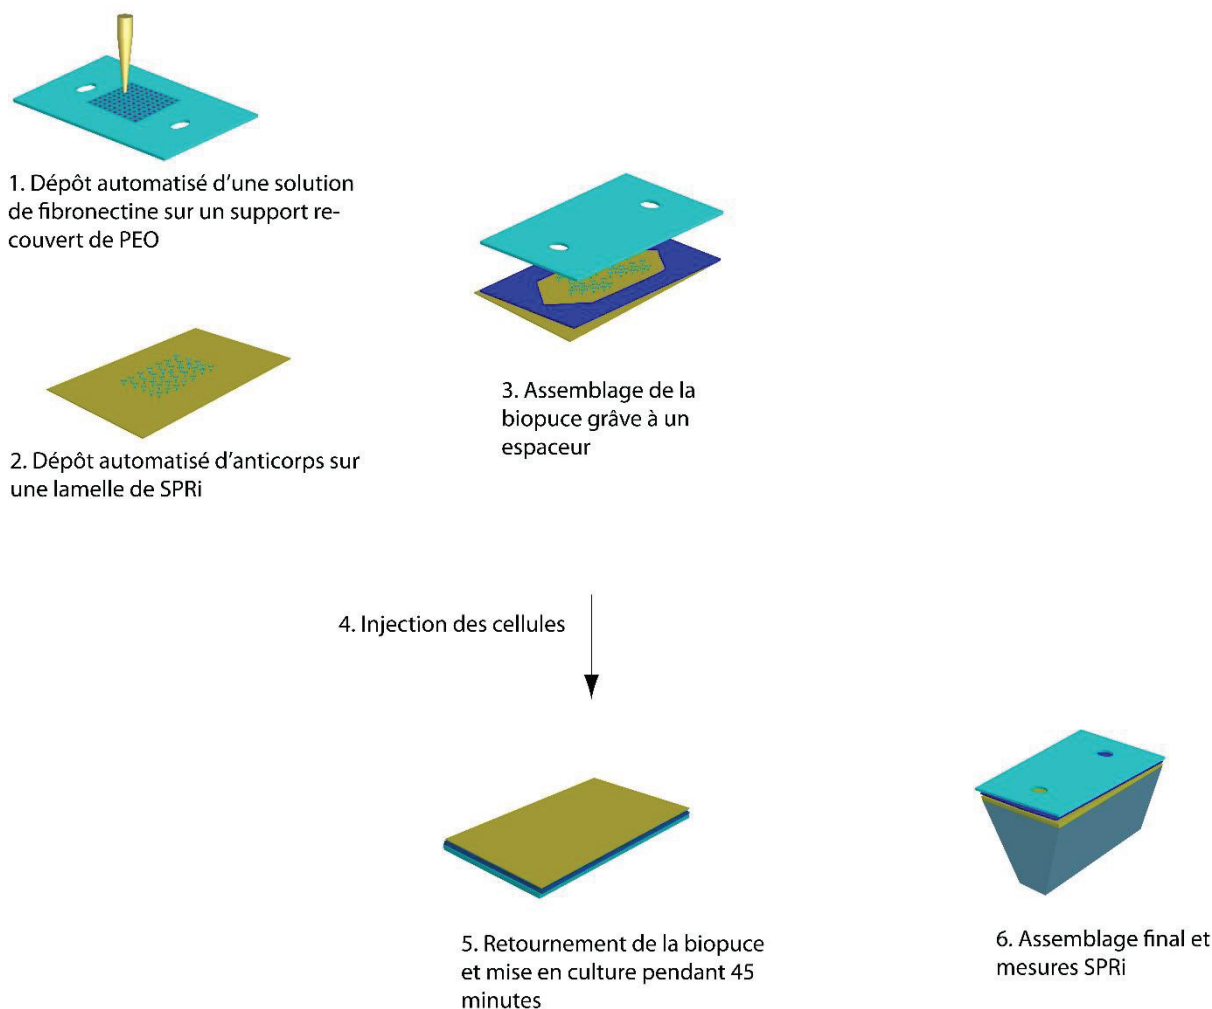 1. Dépôt automatisé d’une solution
de fibronectine sur un support re-
couvert de PEO
2. Dépôt automatisé d’anticorps sur
une lamelle de SPRi
3. Assemblage de la
biopuce grâve à un
espaceur
4. Injection des cellules
5. Retournement de la biopuce
et mise en culture pendant 45
minutes
6. Assemblage final et
mesures SPRi